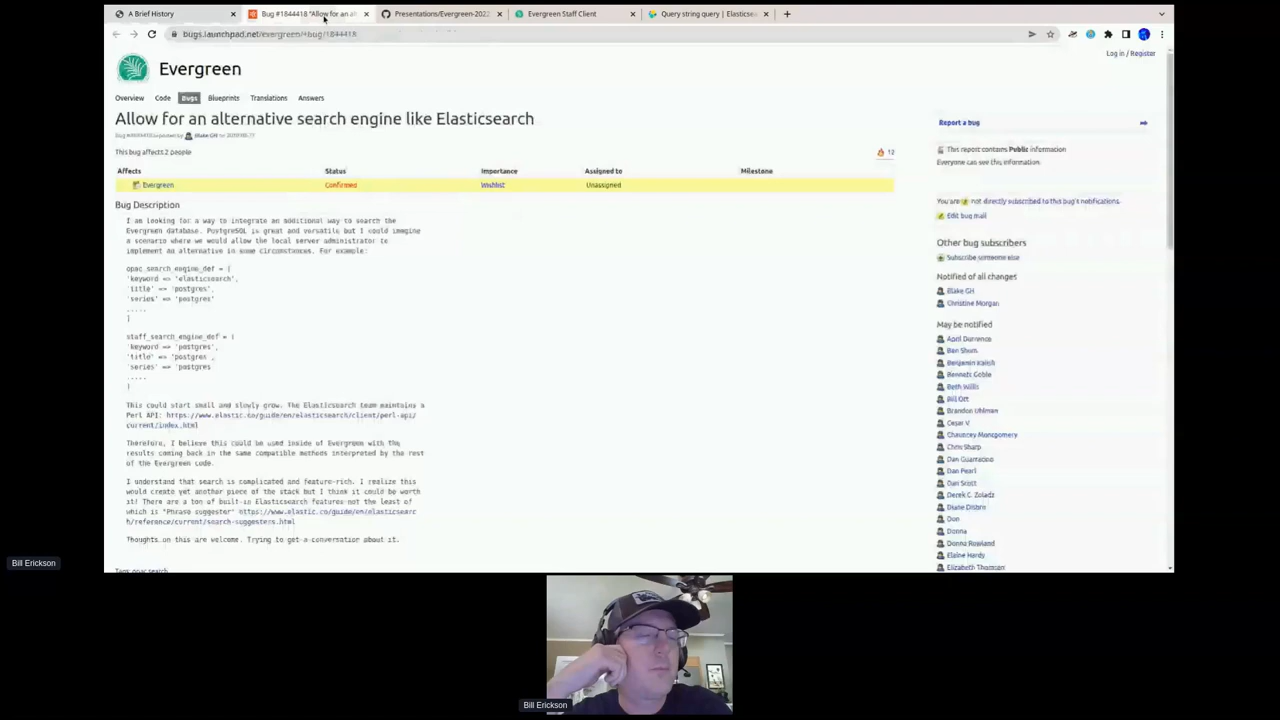 A Brief History
Bug #1844418 "Allow for an al
Presentations/Evergreen-2022
Evergreen Staff Client
Query string query | Elasticse
bugs.launchpad.net/evergreen/+bug/1844418
Log in / Register
Evergreen
Overview Code Bugs Blueprints Translations Answers
Allow for an alternative search engine like Elasticsearch
Report a bug
This bug affects 2 people
12
This report contains Public information
Everyone can see this information.
Affects Status Importance Assigned to Milestone
Evergreen Confirmed Wishlist Unassigned
You are not directly subscribed to this bug's notifications.
Edit bug mail
Bug Description
I am looking for a way to integrate an additional way to search the
Evergreen database. PostgreSQL is great and versatile but I could imagine
a scenario where we would allow the local server administrator to
implement an alternative in some circumstances. For example:
opac_search_engine_def = {
'keyword => 'elasticsearch',
'title' => 'postgres',
'series' => 'postgres'
.....
}
staff_search_engine_def = {
'keyword => 'postgres',
'title' => 'postgres ,
'series' => 'postgres
.....
}
This could start small and slowly grow. The Elasticsearch team maintains a
Perl API: https://www.elastic.co/guide/en/elasticsearch/client/perl-api/
current/index.html
Therefore, I believe this could be used inside of Evergreen with the
results coming back in the same compatible methods interpreted by the rest
of the Evergreen code.
I understand that search is complicated and feature-rich. I realize this
would create yet another piece of the stack but I think it could be worth
it! There are a ton of built-in Elasticsearch features not the least of
which is "Phrase suggester" https://www.elastic.co/guide/en/elasticsearc
h/reference/current/search-suggesters.html
Thoughts on this are welcome. Trying to get a conversation about it.
Tags: opac search
Other bug subscribers
Subscribe someone else
Notified of all changes
Blake GH
Christine Morgan
May be notified
April Durrence
Ben Shum
Benjamin Kalish
Bennett Goble
Beth Willis
Bill Ott
Brandon Uhlman
Cesar V
Chauncey Montgomery
Chris Sharp
Dan Guarracino
Dan Pearl
Dan Scott
Derek C. Zoladz
Diane Disbro
Don
Donna
Donna Rowland
Elaine Hardy
Elizabeth Thomsen
Bill Erickson
Bill Erickson